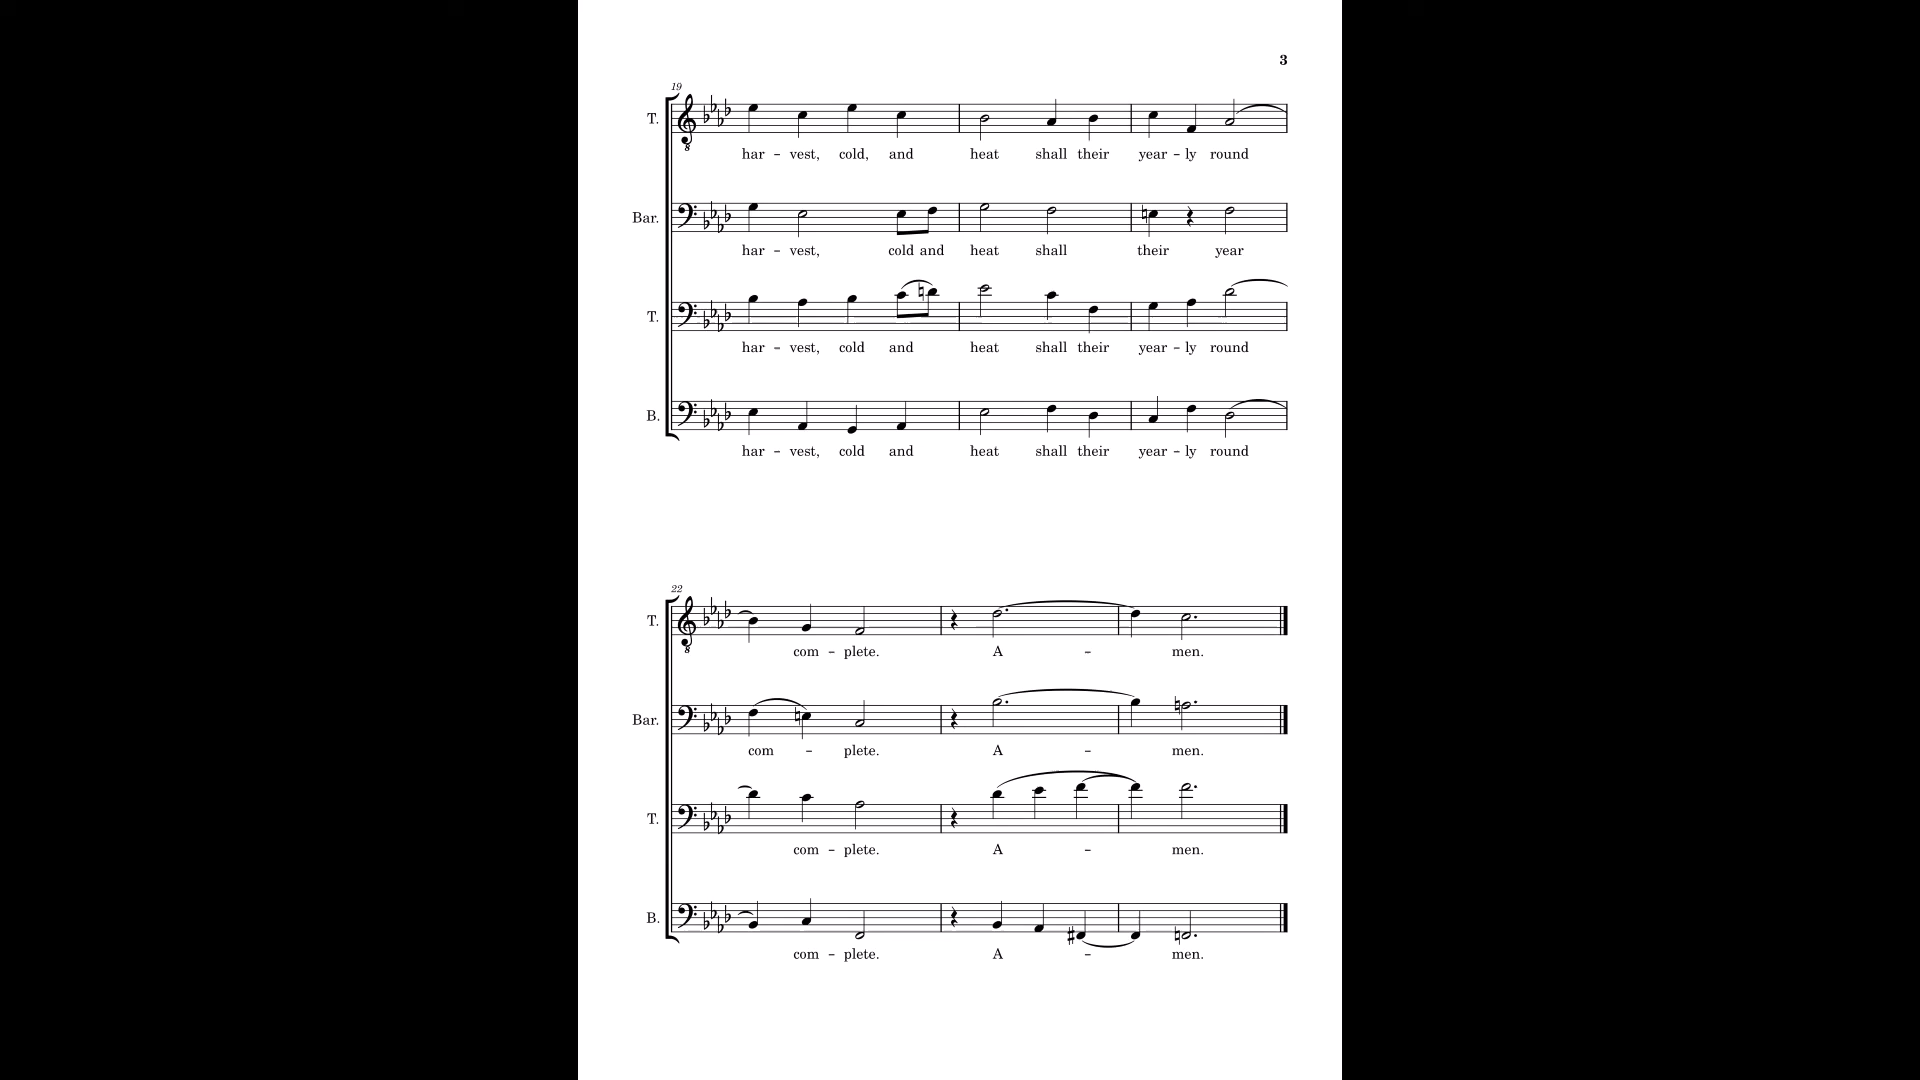 3
19
T.
har - vest, cold, and heat shall their year - ly round
Bar.
har - vest, cold and heat shall their year
T.
har - vest, cold and heat shall their year - ly round
B.
har - vest, cold and heat shall their year - ly round
22
T.
com - plete. A - men.
Bar.
com - plete. A - men.
T.
com - plete. A - men.
B.
com - plete. A - men.